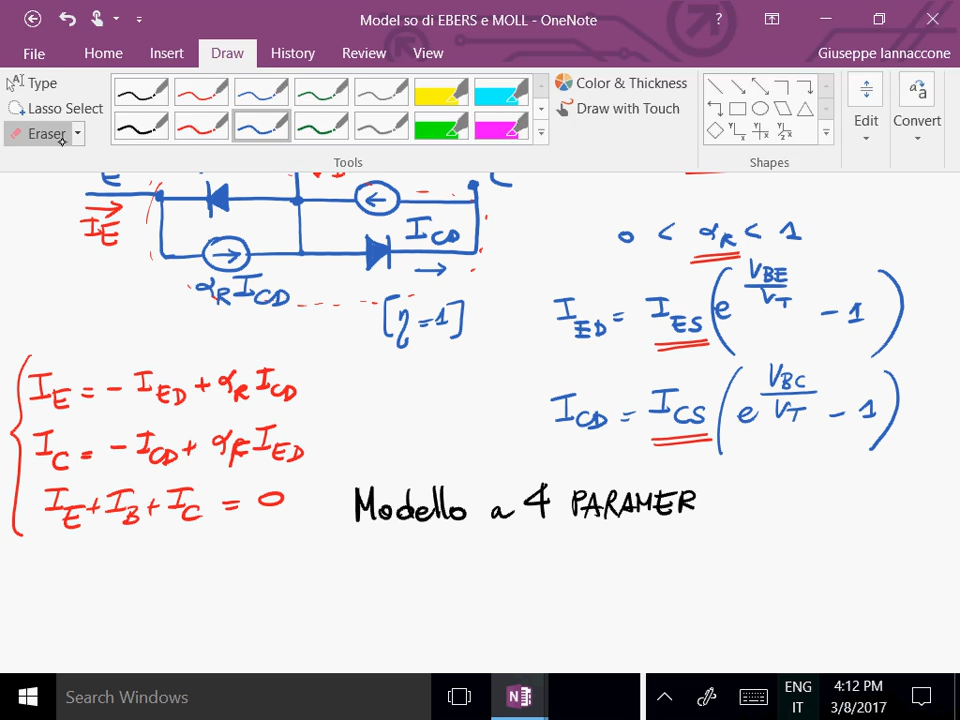 Model so di EBERS e MOLL - OneNote
?
File Home Insert Draw History Review View Giuseppe Iannaccone
Type
Lasso Select
Eraser
Color & Thickness
Draw with Touch
Edit
Convert
Tools
Shapes
E
C
I_E
I_CD
α_R I_CD
[η=1]
0 < α_R < 1
I_ED = I_ES (e^(V_BE/V_T) - 1)
I_CD = I_CS (e^(V_BC/V_T) - 1)
I_E = - I_ED + α_R I_CD
I_C = - I_CD + α_F I_ED
I_E + I_B + I_C = 0
Modello a 4 PARAMER
Search Windows
ENG
IT
4:12 PM
3/8/2017